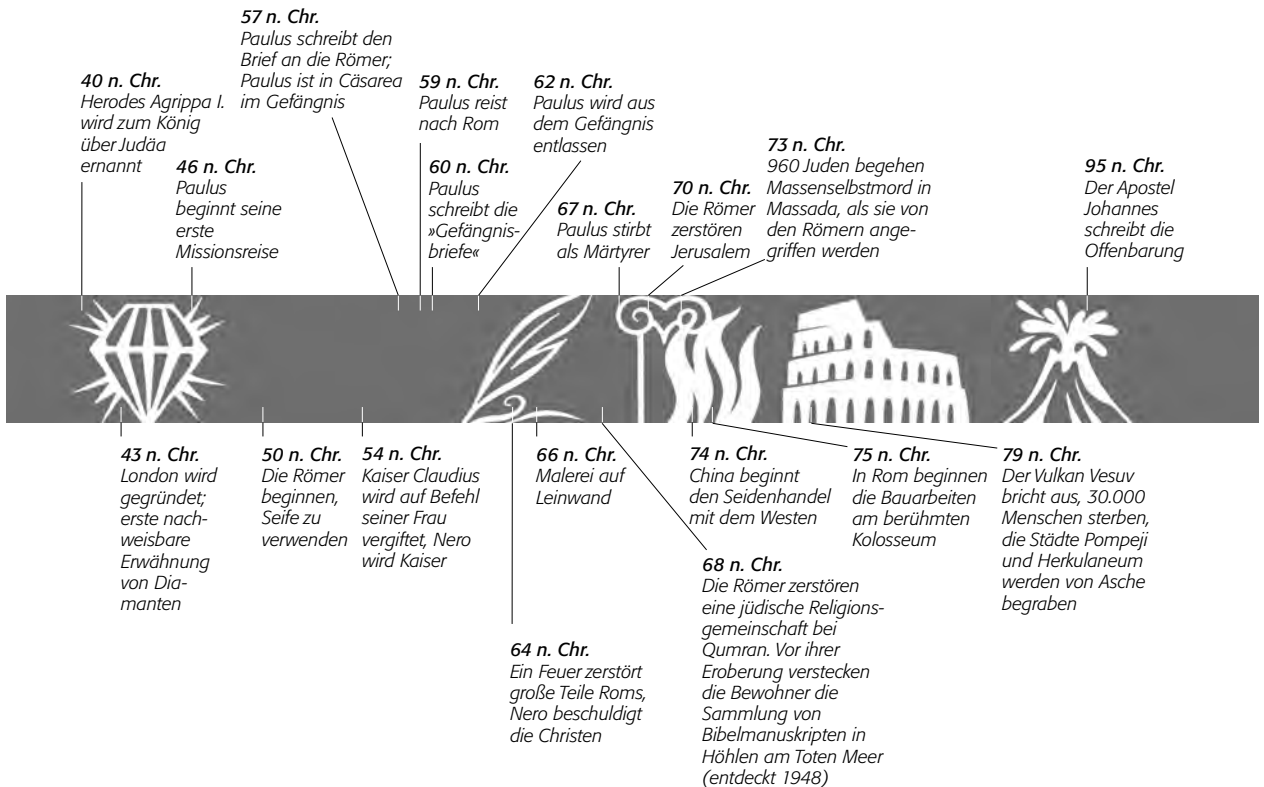 57 n. Chr.
Paulus schreibt den
Brief an die Römer;
Paulus ist in Cäsarea
im Gefängnis
40 n. Chr.
Herodes Agrippa I.
wird zum König
über Judäa
ernannt
59 n. Chr.
Paulus reist
nach Rom
62 n. Chr.
Paulus wird aus
dem Gefängnis
entlassen
46 n. Chr.
Paulus
beginnt seine
erste
Missionsreise
60 n. Chr.
Paulus
schreibt die
»Gefängnis-
briefe«
67 n. Chr.
Paulus stirbt
als Märtyrer
70 n. Chr.
Die Römer
zerstören
Jerusalem
73 n. Chr.
960 Juden begehen
Massenselbstmord in
Massada, als sie von
den Römern ange-
griffen werden
95 n. Chr.
Der Apostel
Johannes
schreibt die
Offenbarung
43 n. Chr.
London wird
gegründet;
erste nach-
weisbare
Erwähnung
von Dia-
manten
50 n. Chr.
Die Römer
beginnen,
Seife zu
verwenden
54 n. Chr.
Kaiser Claudius
wird auf Befehl
seiner Frau
vergiftet, Nero
wird Kaiser
64 n. Chr.
Ein Feuer zerstört
große Teile Roms,
Nero beschuldigt
die Christen
66 n. Chr.
Malerei auf
Leinwand
68 n. Chr.
Die Römer zerstören
eine jüdische Religions-
gemeinschaft bei
Qumran. Vor ihrer
Eroberung verstecken
die Bewohner die
Sammlung von
Bibelmanuskripten in
Höhlen am Toten Meer
(entdeckt 1948)
74 n. Chr.
China beginnt
den Seidenhandel
mit dem Westen
75 n. Chr.
In Rom beginnen
die Bauarbeiten
am berühmten
Kolosseum
79 n. Chr.
Der Vulkan Vesuv
bricht aus, 30.000
Menschen sterben,
die Städte Pompeji
und Herkulaneum
werden von Asche
begraben